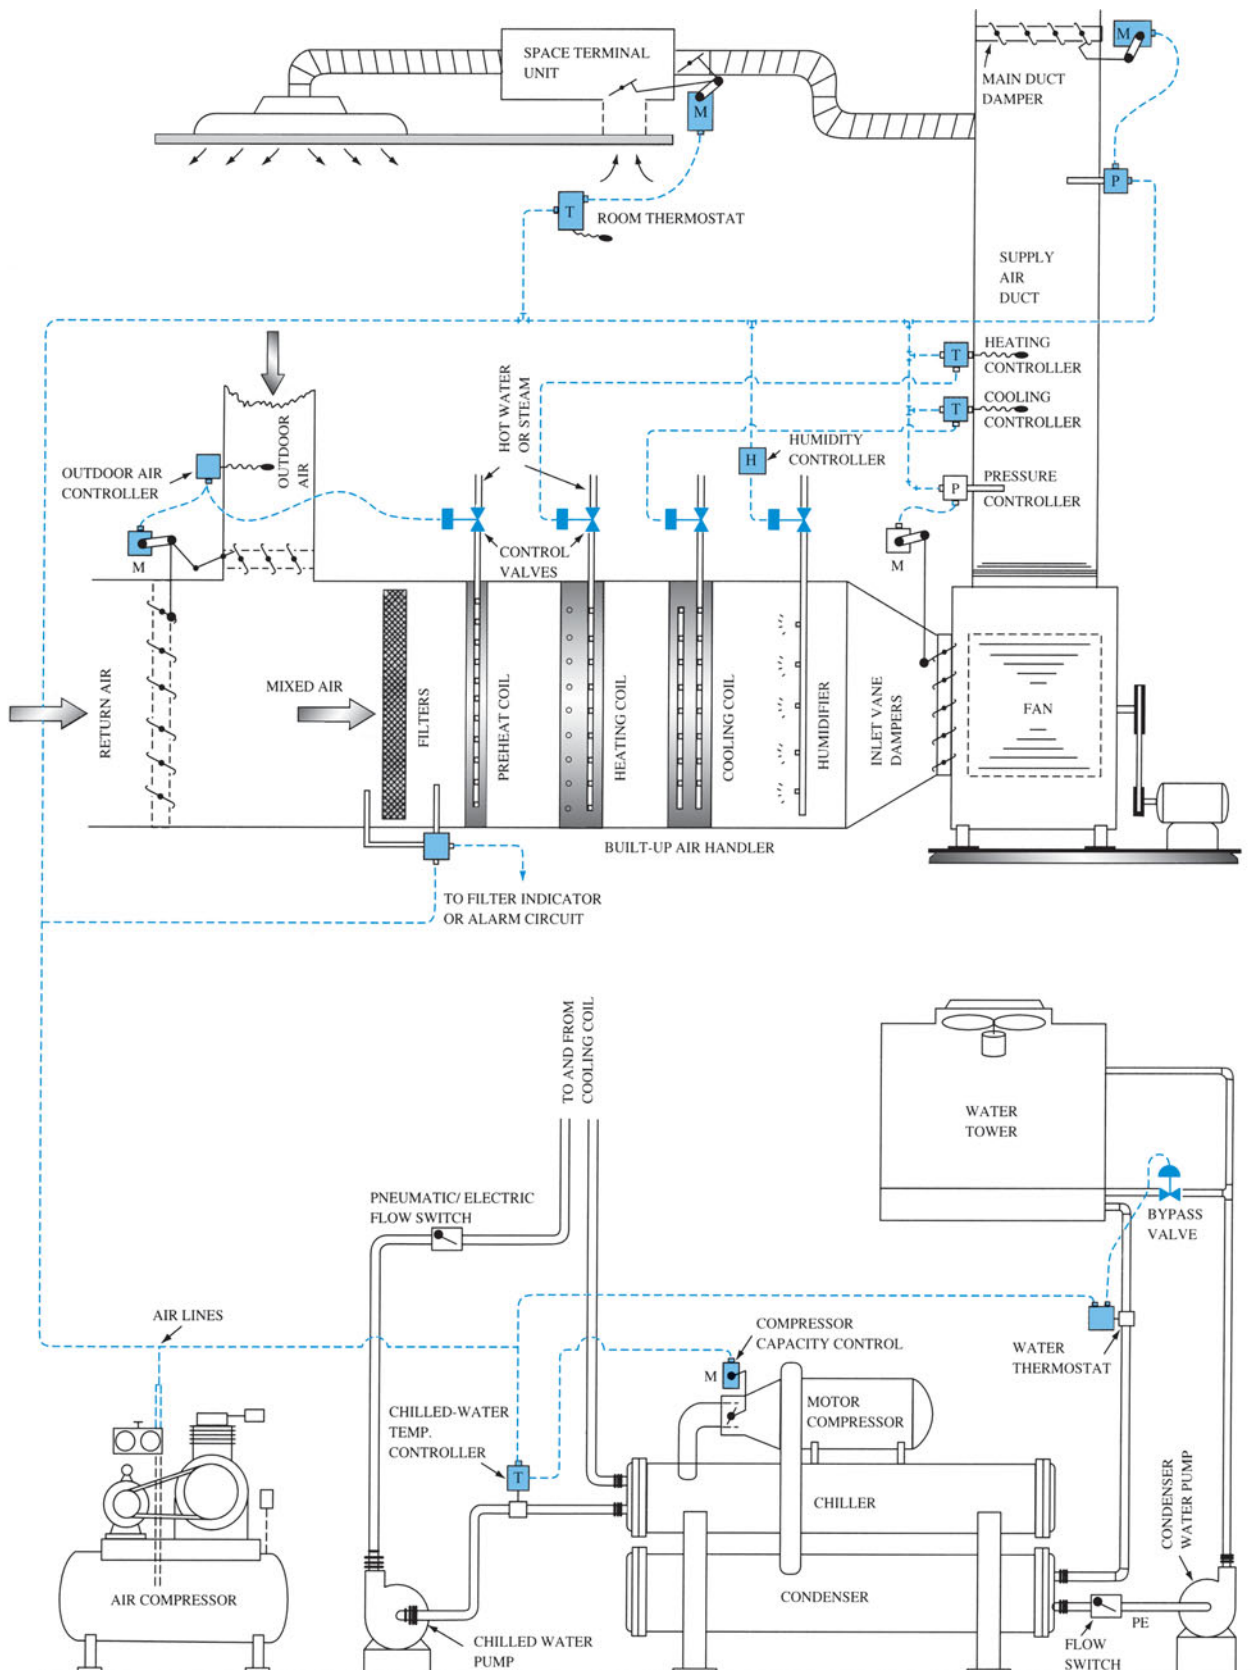 SPACE TERMINAL
UNIT
M
MAIN DUCT
DAMPER
M
P
T
ROOM THERMOSTAT
SUPPLY
AIR
DUCT
T
HEATING
CONTROLLER
T
COOLING
CONTROLLER
HOT WATER
OR STEAM
OUTDOOR
AIR
OUTDOOR AIR
CONTROLLER
H
HUMIDITY
CONTROLLER
P
PRESSURE
CONTROLLER
M
CONTROL
VALVES
M
RETURN AIR
MIXED AIR
FILTERS
PREHEAT COIL
HEATING COIL
COOLING COIL
HUMIDIFIER
INLET VANE
DAMPERS
FAN
BUILT-UP AIR HANDLER
TO FILTER INDICATOR
OR ALARM CIRCUIT
TO AND FROM
COOLING COIL
WATER
TOWER
PNEUMATIC/ ELECTRIC
FLOW SWITCH
BYPASS
VALVE
AIR LINES
COMPRESSOR
CAPACITY CONTROL
M
WATER
THERMOSTAT
CHILLED-WATER
TEMP.
CONTROLLER
T
MOTOR
COMPRESSOR
CHILLER
CONDENSER
WATER PUMP
AIR COMPRESSOR
CONDENSER
CHILLED WATER
PUMP
PE
FLOW
SWITCH